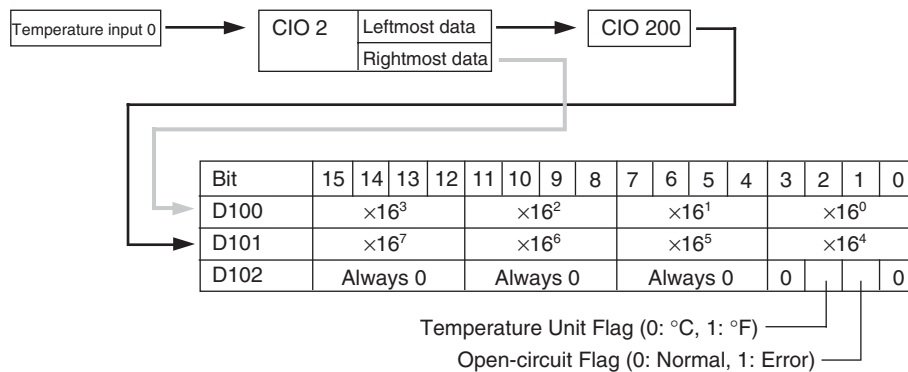 Temperature input 0
CIO 2
Leftmost data
Rightmost data
CIO 200
Bit 15 14 13 12 11 10 9 8 7 6 5 4 3 2 1 0
D100 ×16³ ×16² ×16¹ ×16⁰
D101 ×16⁷ ×16⁶ ×16⁵ ×16⁴
D102 Always 0 Always 0 Always 0 0 0
Temperature Unit Flag (0: °C, 1: °F)
Open-circuit Flag (0: Normal, 1: Error)